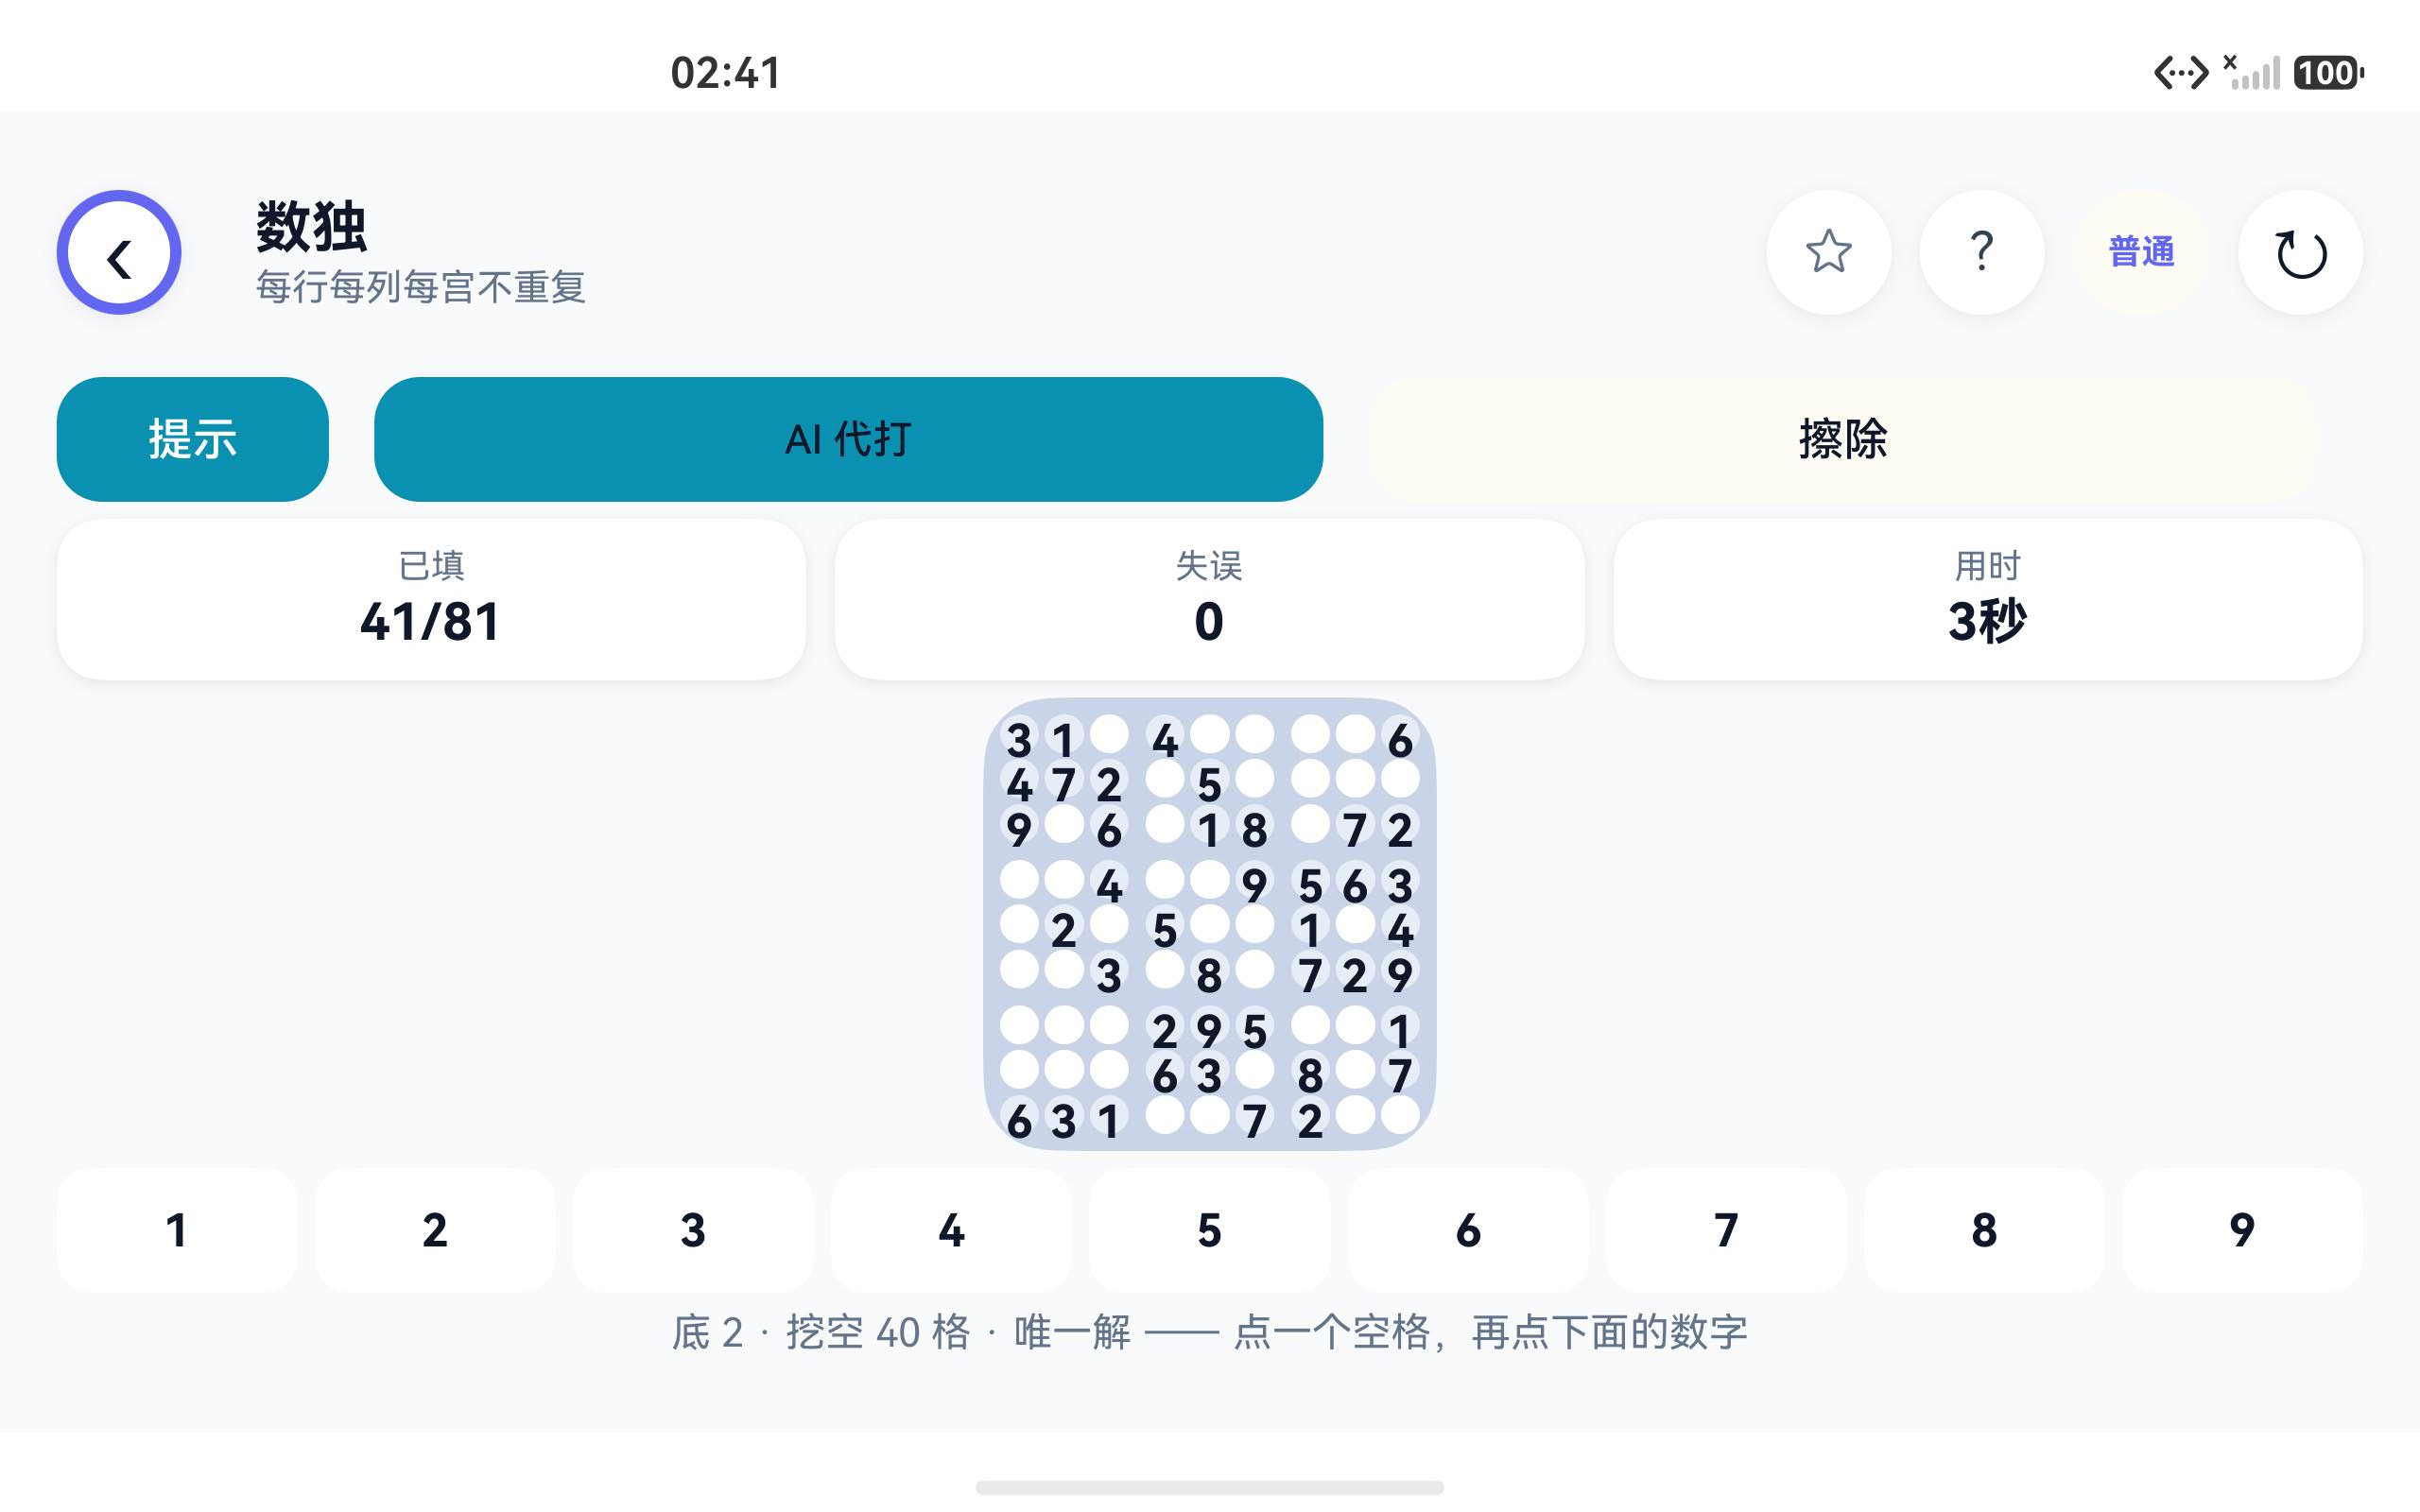 02:41
100
数独
每行每列每宫不重复
?
普通
提示
AI 代打
擦除
已填
失误
用时
41/81
0
3秒
3 1 4 6
4 7 2 5
9 6 1 8 7 2
4 9 5 6 3
2 5 1 4
3 8 7 2 9
2 9 5 1
6 3 8 7
6 3 1 7 2
1 2 3 4 5 6 7 8 9
底 2 · 挖空 40 格 · 唯一解 —— 点一个空格，再点下面的数字